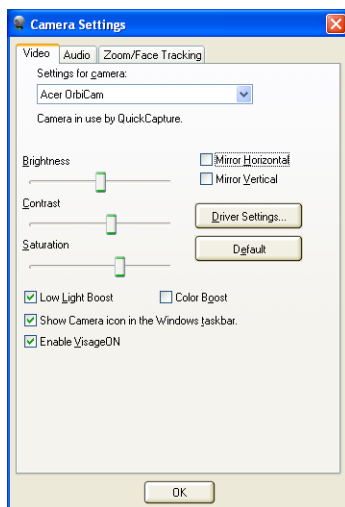 Camera Settings
Video Audio Zoom/Face Tracking
Settings for camera:
Acer OrbiCam
Camera in use by QuickCapture.
Brightness
Mirror Horizontal
Mirror Vertical
Contrast
Driver Settings...
Saturation
Default
Low Light Boost Color Boost
Show Camera icon in the Windows taskbar.
Enable VisageON
OK